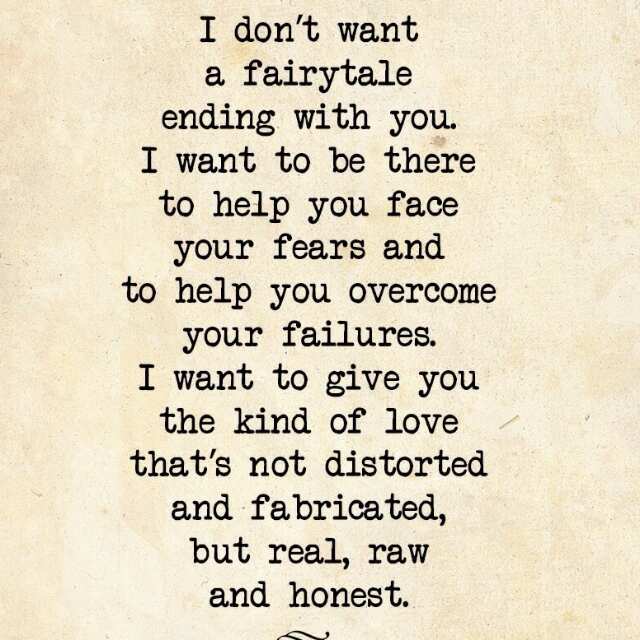 I don't want
a fairytale
ending with you.
I want to be there
to help you face
your fears and
to help you overcome
your failures.
I want to give you
the kind of love
that's not distorted
and fabricated,
but real, raw
and honest.